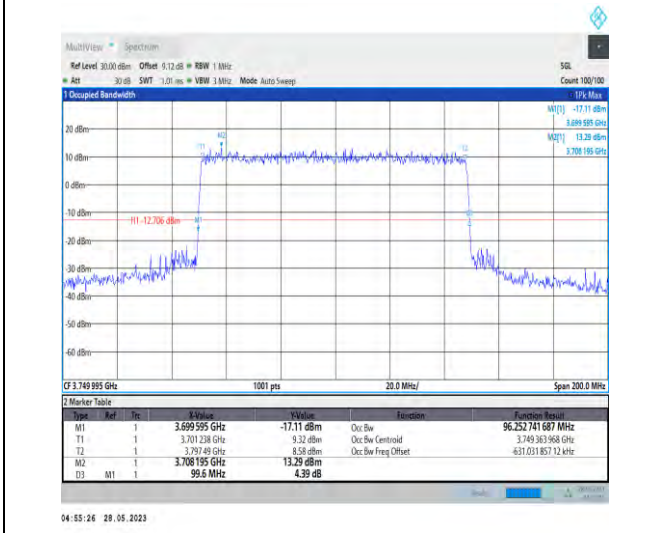 MultiView Spectrum
Ref Level 30.00 dBm Offset 9.12 dB RBW 1 MHz SGL
Att 30 dB SWT 1.01 ms VBW 3 MHz Mode Auto Sweep Count 100/100
1 Occupied Bandwidth 1Pk Max
M1[1] -17.11 dBm
3.699 595 GHz
M2[1] 13.29 dBm
3.708 195 GHz
20 dBm
M2
T1 T2
10 dBm
0 dBm
-10 dBm
H1 -12.706 dBm M1 D3
-20 dBm
-30 dBm
-40 dBm
-50 dBm
-60 dBm
CF 3.749 995 GHz 1001 pts 20.0 MHz/ Span 200.0 MHz
2 Marker Table
Type Ref Trc X-Value Y-Value Function Function Result
M1 1 3.699 595 GHz -17.11 dBm Occ Bw 96.252 741 687 MHz
T1 1 3.701 238 GHz 9.32 dBm Occ Bw Centroid 3.749 363 968 GHz
T2 1 3.797 49 GHz 8.58 dBm Occ Bw Freq Offset -631.031 857 12 kHz
M2 1 3.708 195 GHz 13.29 dBm
D3 M1 1 99.6 MHz 4.39 dB
04:55:26 28.05.2023